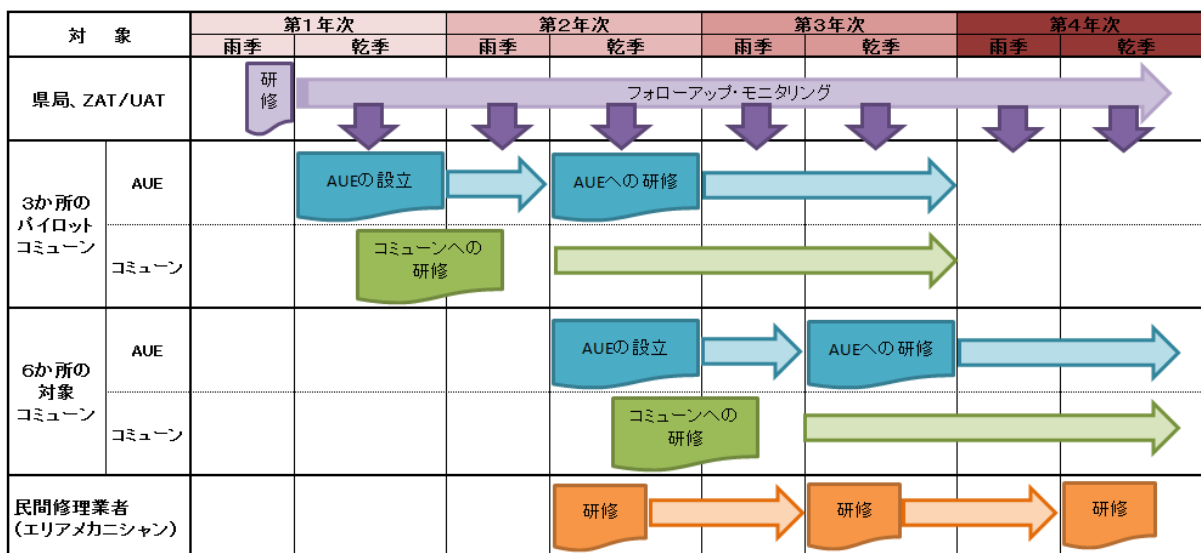 対 象
第1年次
第2年次
第3年次
第4年次
雨季
乾季
雨季
乾季
雨季
乾季
雨季
乾季
県局、ZAT/UAT
研
修
フォローアップ・モニタリング
3か所の
パイロット
コミューン
AUE
AUEの設立
AUEへの研修
コミューン
コミューンへの
研修
6か所の
対象
コミューン
AUE
AUEの設立
AUEへの研修
コミューン
コミューンへの
研修
民間修理業者
(エリアメカニシャン)
研修
研修
研修